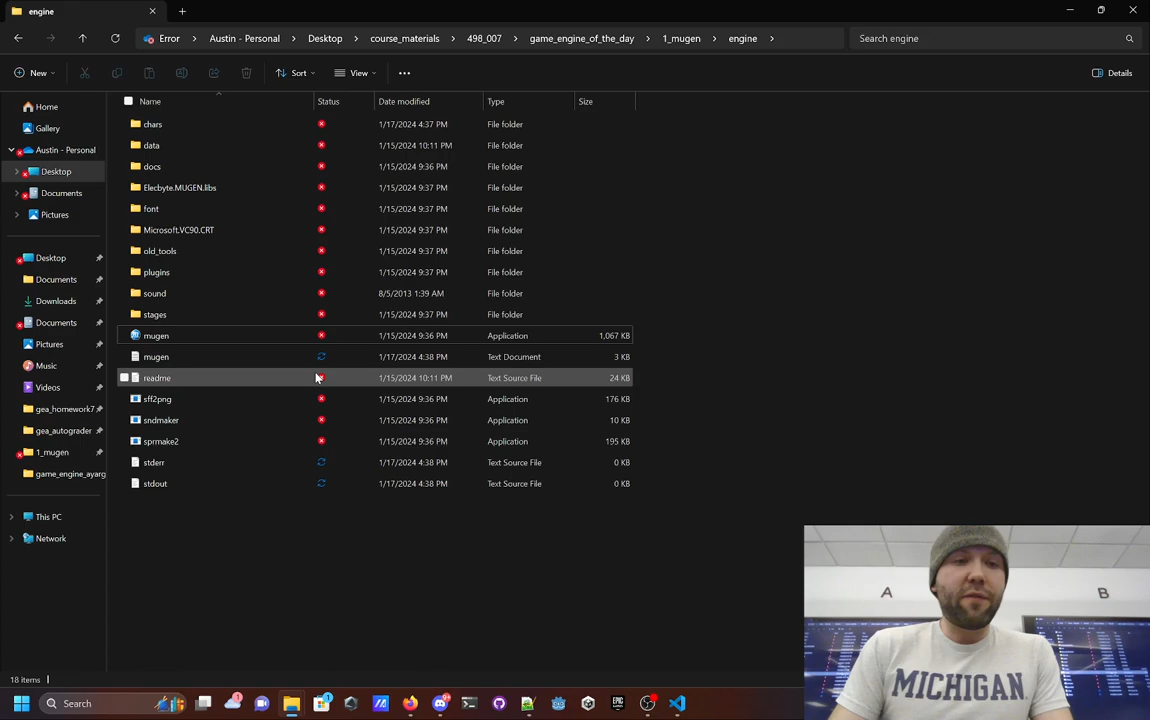 engine
Error > Austin - Personal > Desktop > course_materials > 498_007 > game_engine_of_the_day > 1_mugen > engine >
Search engine
New Sort View Details
Name Status Date modified Type Size
Home
Gallery
Austin - Personal
Desktop
Documents
Pictures
Desktop
Documents
Downloads
Documents
Pictures
Music
Videos
gea_homework7
gea_autograder
1_mugen
game_engine_ayarg
This PC
Network
chars 1/17/2024 4:37 PM File folder
data 1/15/2024 10:11 PM File folder
docs 1/15/2024 9:36 PM File folder
Elecbyte.MUGEN.libs 1/15/2024 9:37 PM File folder
font 1/15/2024 9:37 PM File folder
Microsoft.VC90.CRT 1/15/2024 9:37 PM File folder
old_tools 1/15/2024 9:37 PM File folder
plugins 1/15/2024 9:37 PM File folder
sound 8/5/2013 1:39 AM File folder
stages 1/15/2024 9:37 PM File folder
mugen 1/15/2024 9:36 PM Application 1,067 KB
mugen 1/17/2024 4:38 PM Text Document 3 KB
readme 1/15/2024 10:11 PM Text Source File 24 KB
sff2png 1/15/2024 9:36 PM Application 176 KB
sndmaker 1/15/2024 9:36 PM Application 10 KB
sprmake2 1/15/2024 9:36 PM Application 195 KB
stderr 1/17/2024 4:38 PM Text Source File 0 KB
stdout 1/17/2024 4:38 PM Text Source File 0 KB
A B
MICHIGAN
18 items
Search
EPIC